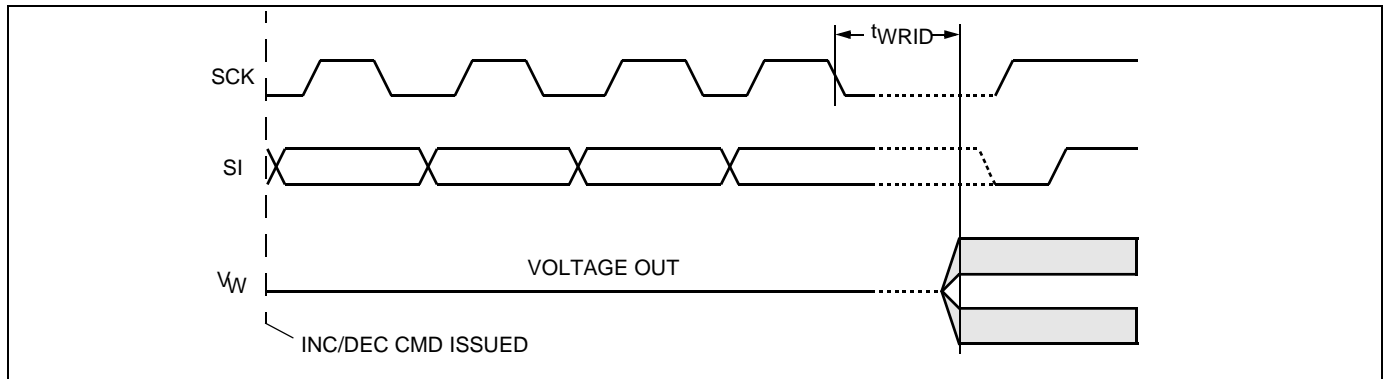 tWRID
SCK
SI
VOLTAGE OUT
VW
INC/DEC CMD ISSUED